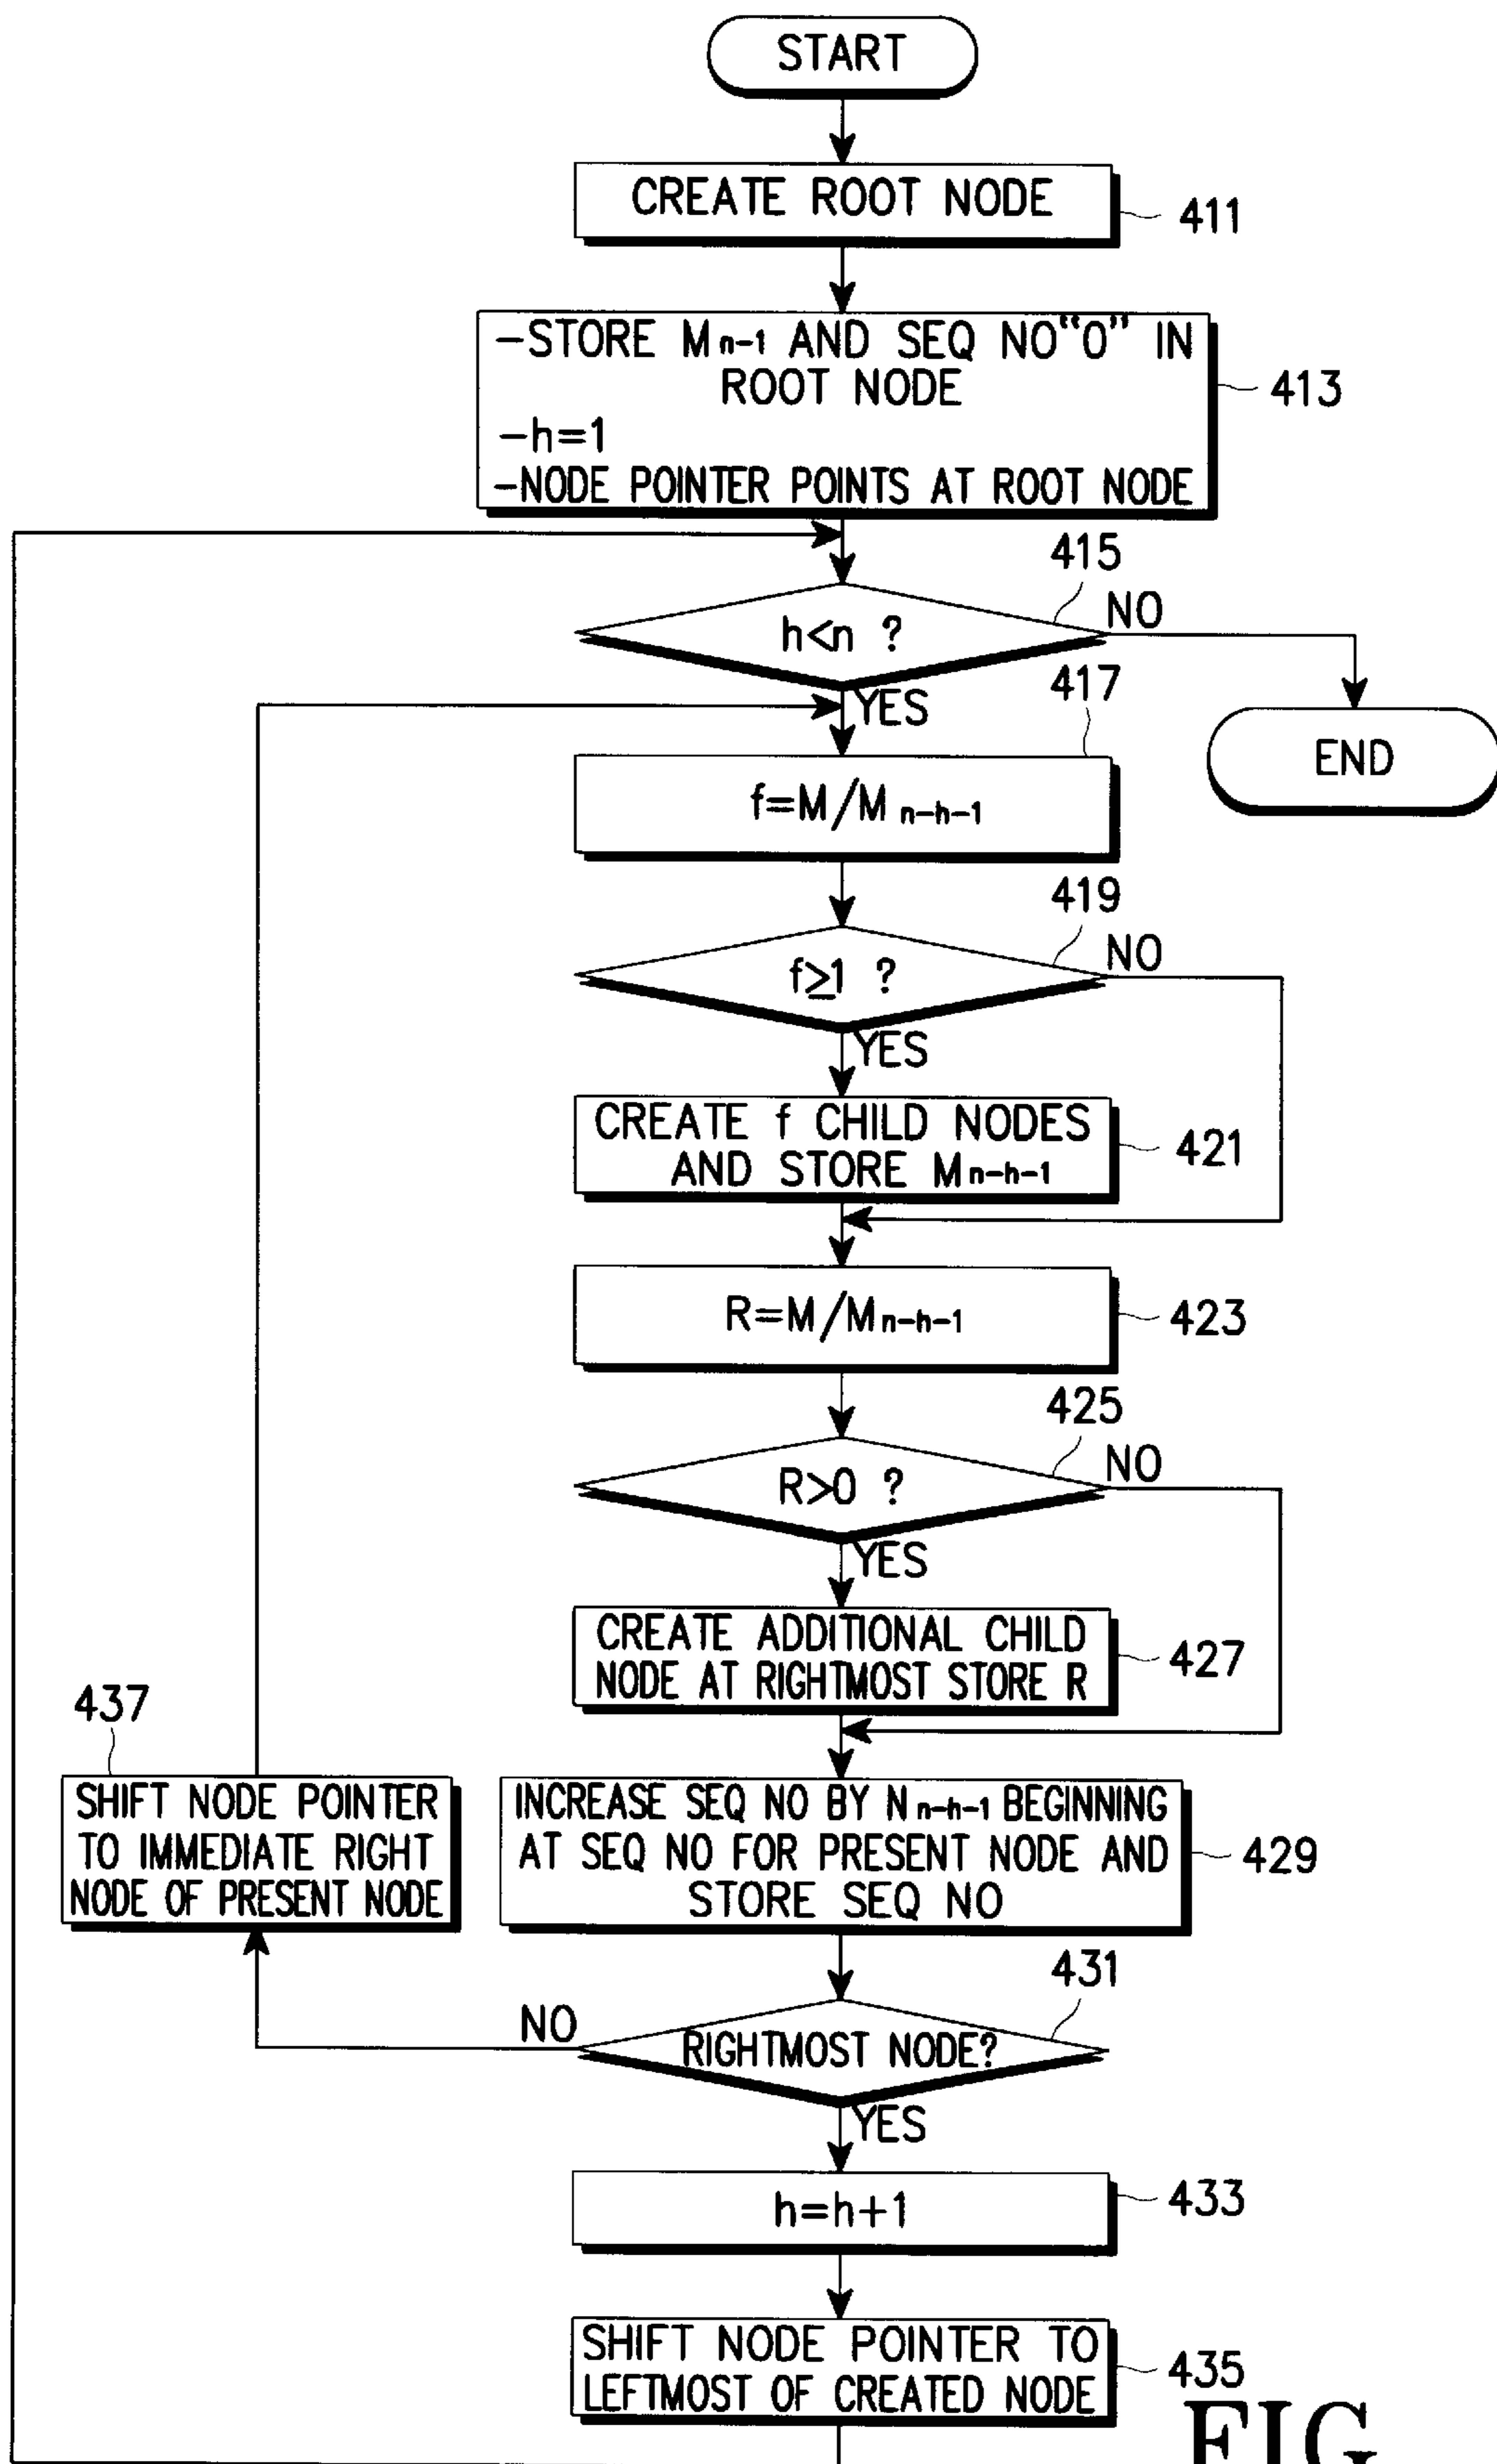 START
CREATE ROOT NODE
411
-STORE Mn-1 AND SEQ NO"0" IN
ROOT NODE
-h=1
-NODE POINTER POINTS AT ROOT NODE
413
415
h<n ?
NO
YES
END
417
f=M/Mn-h-1
419
f≥1 ?
NO
YES
CREATE f CHILD NODES
AND STORE Mn-h-1
421
R=M/Mn-h-1
423
425
R>0 ?
NO
YES
CREATE ADDITIONAL CHILD
NODE AT RIGHTMOST STORE R
427
437
SHIFT NODE POINTER
TO IMMEDIATE RIGHT
NODE OF PRESENT NODE
INCREASE SEQ NO BY Nn-h-1 BEGINNING
AT SEQ NO FOR PRESENT NODE AND
STORE SEQ NO
429
431
NO
RIGHTMOST NODE?
YES
h=h+1
433
SHIFT NODE POINTER TO
LEFTMOST OF CREATED NODE
435
FIG